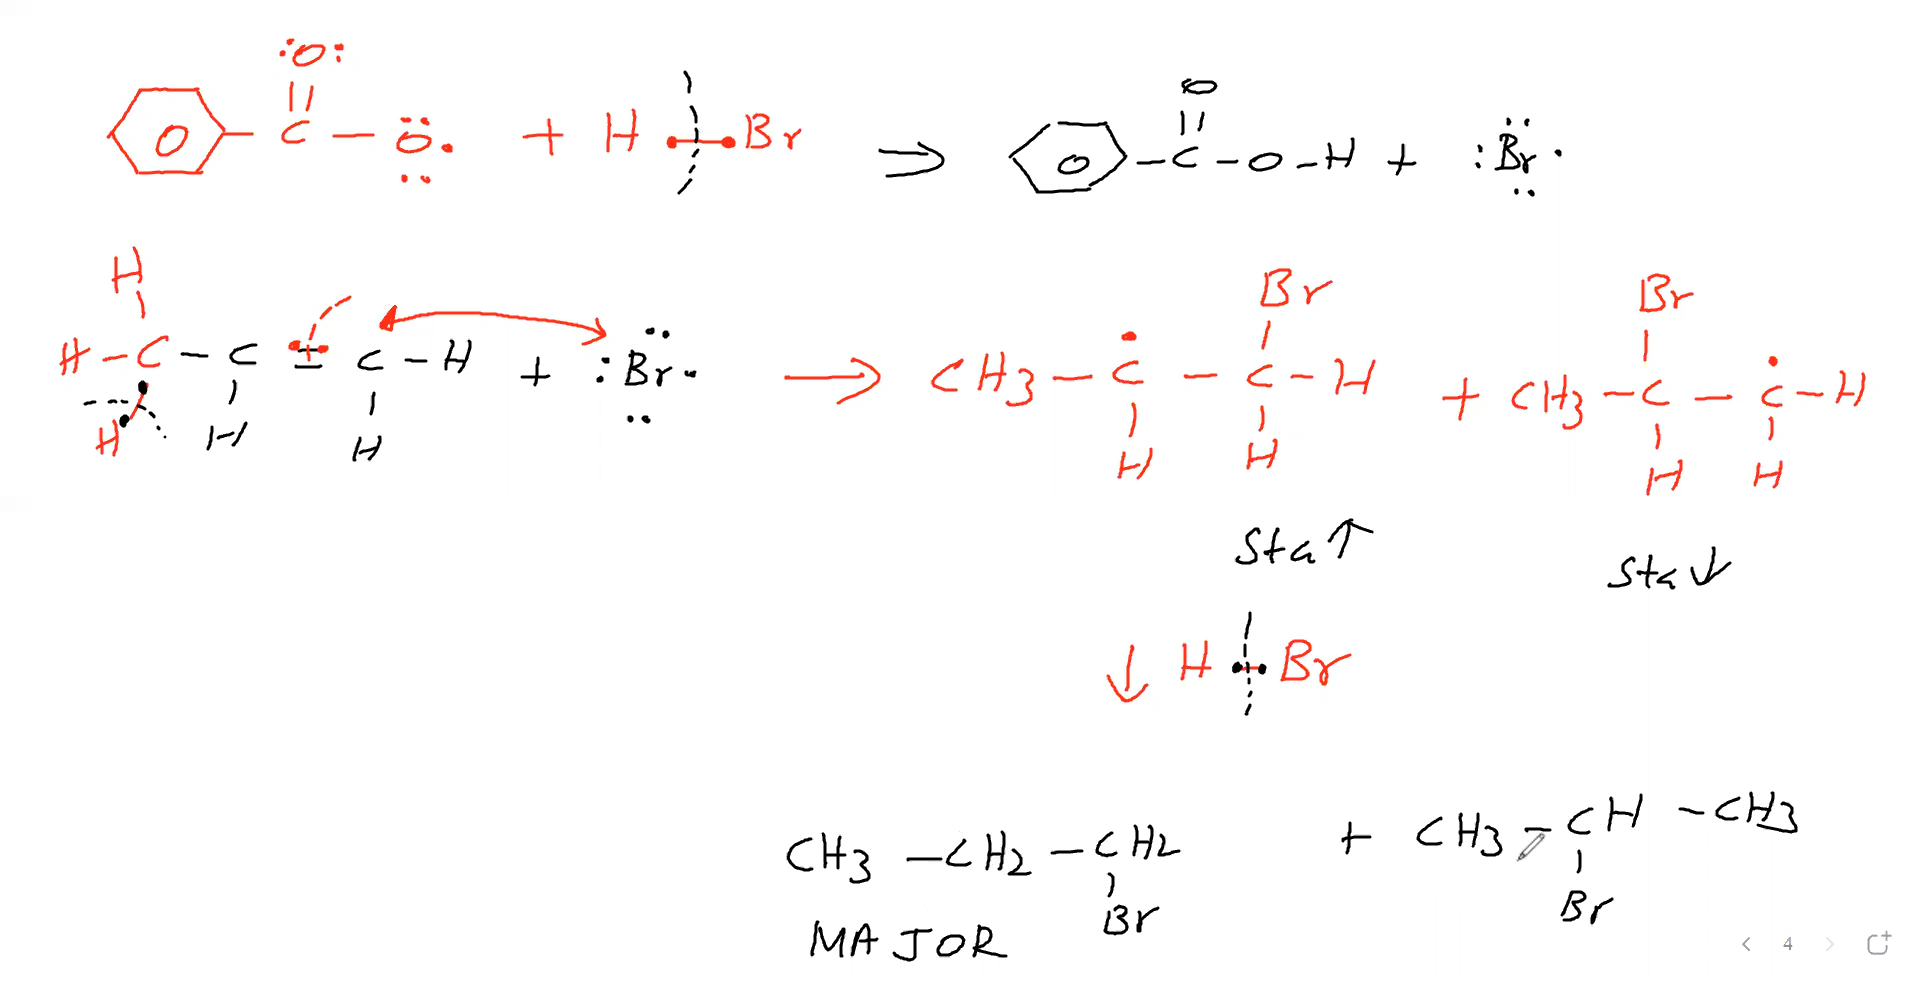 :O:
C — O. + H Br ⇒ C - O - H + :Br.
O
H
H - C - C = C - H + :Br. → CH3 - C - C - H + CH3 - C - C - H
Br
Br
H H H
H H
H H
Sta ↑
Sta ↓
↓ H Br
CH3 - CH2 - CH2 + CH3 - CH - CH3
Br
Br
MAJOR
< 4 >